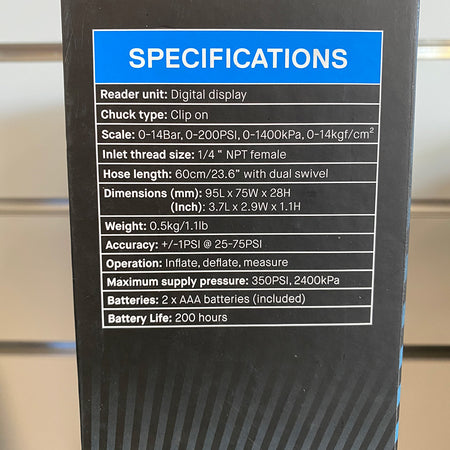 SPECIFICATIONS
Reader unit: Digital display
Chuck type: Clip on
Scale: 0-14Bar, 0-200PSI, 0-1400kPa, 0-14kgf/cm²
Inlet thread size: 1/4 " NPT female
Hose length: 60cm/23.6" with dual swivel
Dimensions (mm): 95L x 75W x 28H
(Inch): 3.7L x 2.9W x 1.1H
Weight: 0.5kg/1.1lb
Accuracy: +/-1PSI @ 25-75PSI
Operation: Inflate, deflate, measure
Maximum supply pressure: 350PSI, 2400kPa
Batteries: 2 x AAA batteries (included)
Battery Life: 200 hours